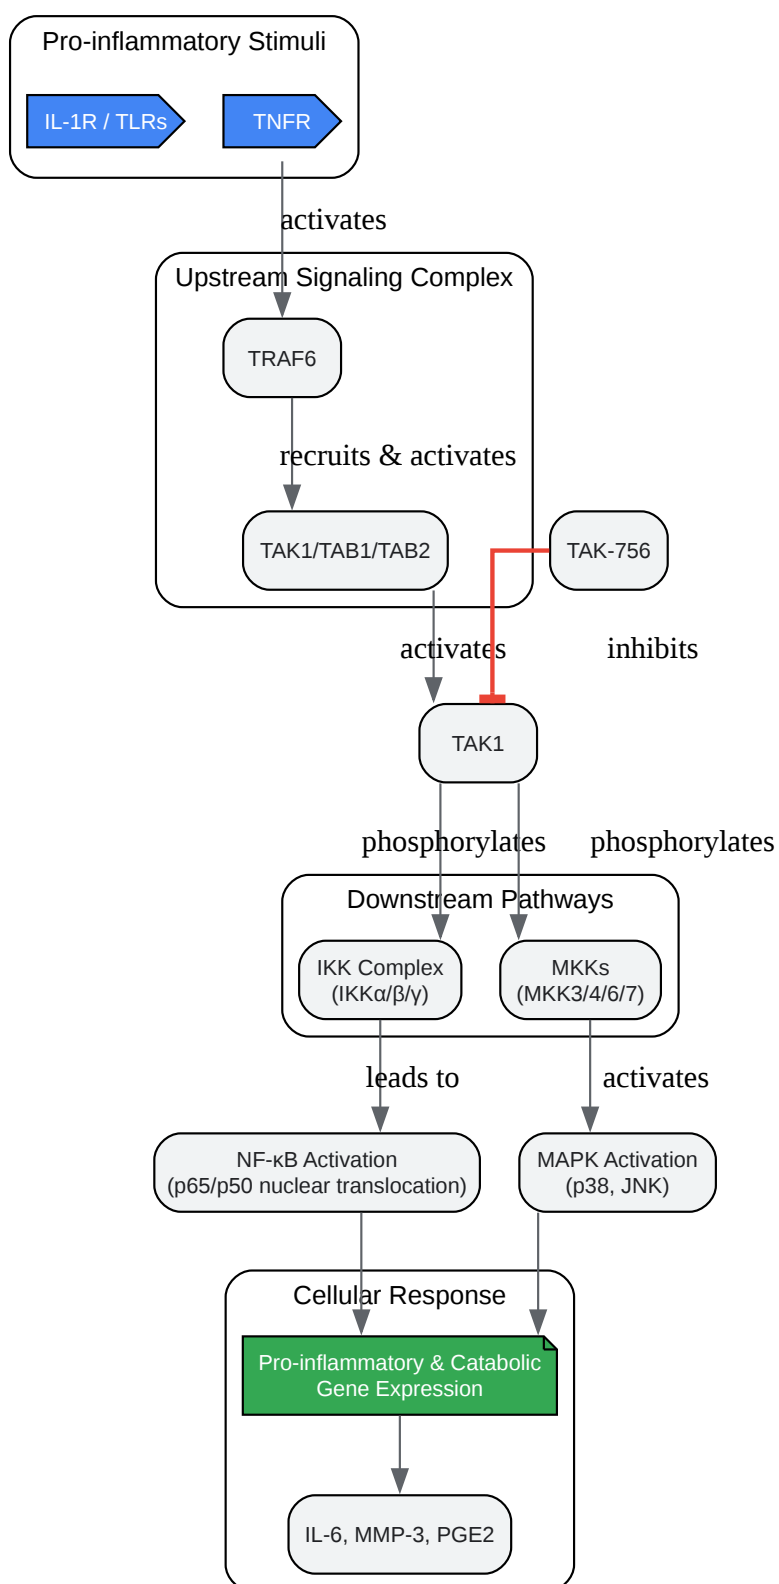 Pro-inflammatory Stimuli
IL-1R / TLRs
TNFR
activates
Upstream Signaling Complex
TRAF6
recruits & activates
TAK1/TAB1/TAB2
TAK-756
activates
inhibits
TAK1
phosphorylates
phosphorylates
Downstream Pathways
IKK Complex
(IKKα/β/γ)
MKKs
(MKK3/4/6/7)
leads to
activates
NF-κB Activation
(p65/p50 nuclear translocation)
MAPK Activation
(p38, JNK)
Cellular Response
Pro-inflammatory & Catabolic
Gene Expression
IL-6, MMP-3, PGE2